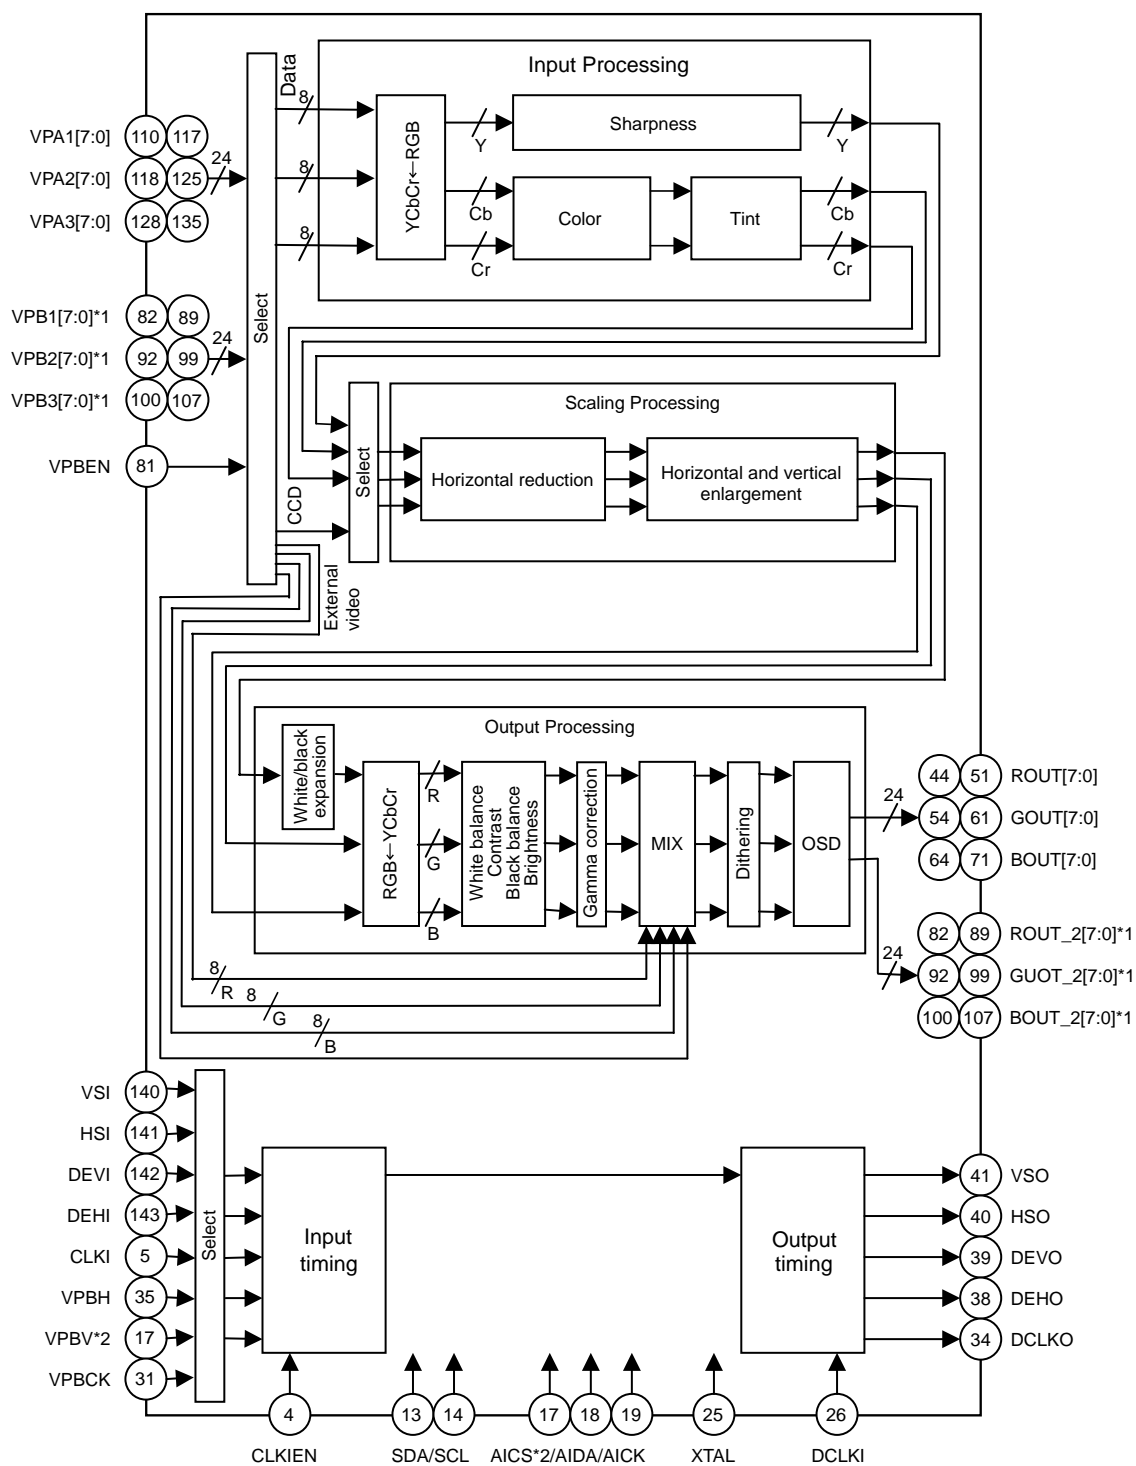 Input Processing
Data
8
8
8
YCbCr←RGB
Y
Sharpness
Y
Cb
Color
Tint
Cb
Cr
Cr
VPA1[7:0] 110 117
VPA2[7:0] 118 125 24
VPA3[7:0] 128 135
Select
VPB1[7:0]*1 82 89
VPB2[7:0]*1 92 99 24
VPB3[7:0]*1 100 107
VPBEN 81
CCD
Select
Scaling Processing
Horizontal reduction
Horizontal and vertical
enlargement
External
video
Output Processing
White/black
expansion
RGB←YCbCr
R
G
B
White balance
Contrast
Black balance
Brightness
Gamma correction
MIX
Dithering
OSD
24
44 51 ROUT[7:0]
54 61 GOUT[7:0]
64 71 BOUT[7:0]
24
82 89 ROUT_2[7:0]*1
92 99 GUOT_2[7:0]*1
100 107 BOUT_2[7:0]*1
8
R
8
G
8
B
VSI 140
HSI 141
DEVI 142
DEHI 143
CLKI 5
VPBH 35
VPBV*2 17
VPBCK 31
Select
Input
timing
Output
timing
41 VSO
40 HSO
39 DEVO
38 DEHO
34 DCLKO
4 13 14 17 18 19 25 26
CLKIEN SDA/SCL AICS*2/AIDA/AICK XTAL DCLKI